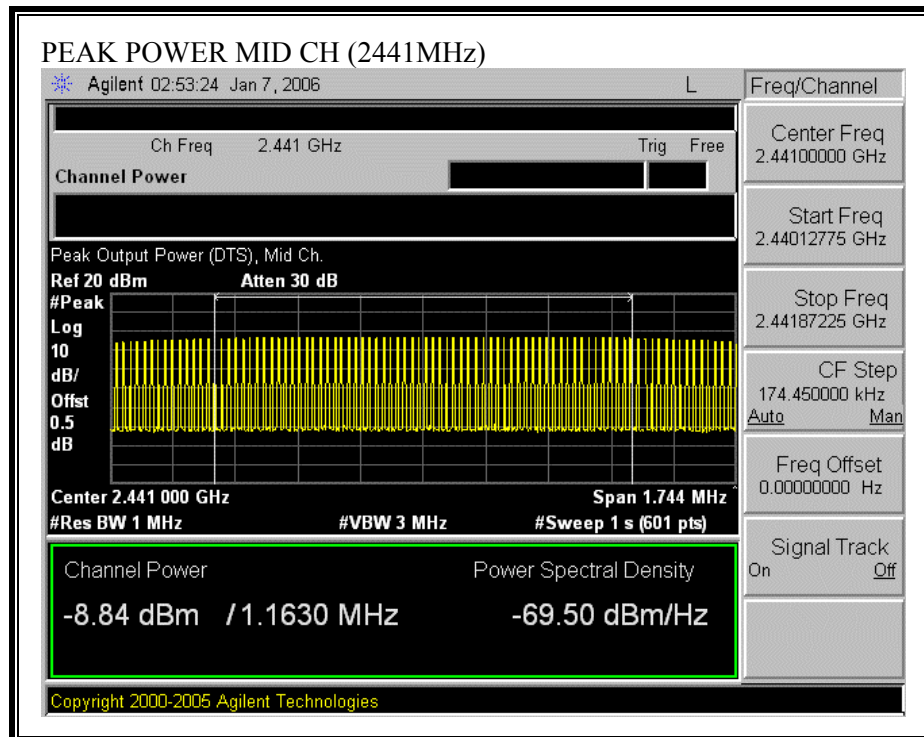 PEAK POWER MID CH (2441MHz)
Agilent 02:53:24 Jan 7, 2006 L
Freq/Channel
Ch Freq 2.441 GHz Trig Free
Channel Power
Peak Output Power (DTS), Mid Ch.
Ref 20 dBm Atten 30 dB
#Peak
Log
10
dB/
Offst
0.5
dB
Center 2.441 000 GHz Span 1.744 MHz
#Res BW 1 MHz #VBW 3 MHz #Sweep 1 s (601 pts)
Channel Power Power Spectral Density
-8.84 dBm / 1.1630 MHz -69.50 dBm/Hz
Copyright 2000-2005 Agilent Technologies
Center Freq
2.44100000 GHz
Start Freq
2.44012775 GHz
Stop Freq
2.44187225 GHz
CF Step
174.450000 kHz
Auto Man
Freq Offset
0.00000000 Hz
Signal Track
On Off